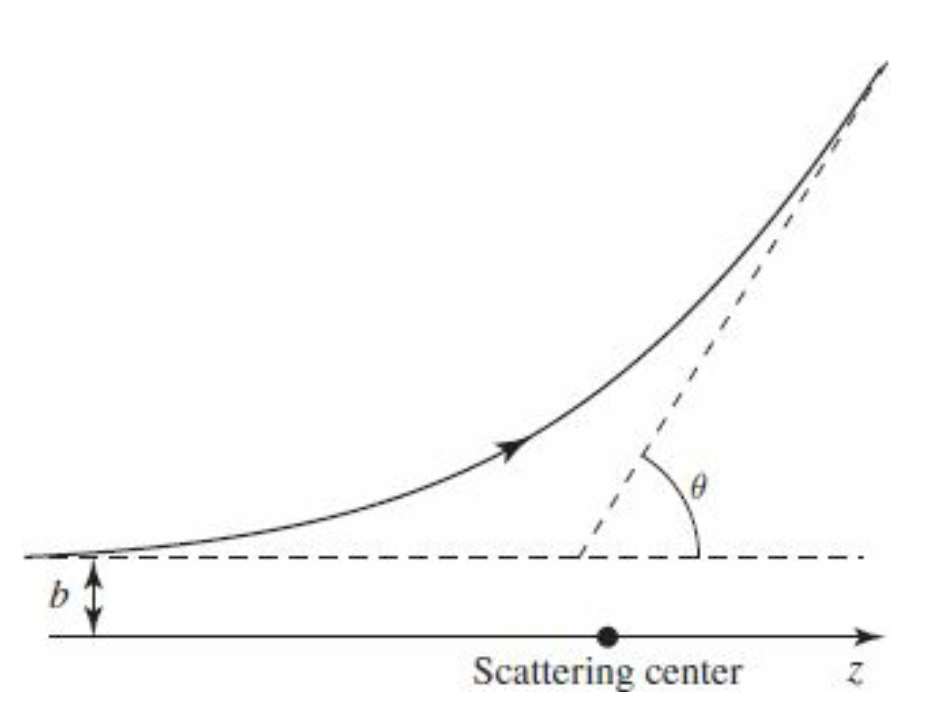 θ
b
Scattering center
z